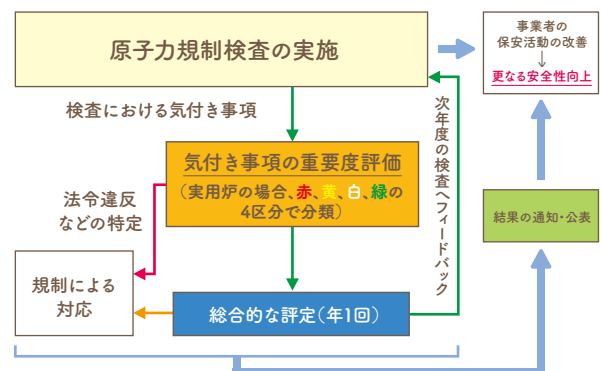 原子力規制検査の実施
事業者の
保安活動の改善
↓
更なる安全性向上
検査における気付き事項
気付き事項の重要度評価
(実用炉の場合、赤、黄、白、緑の
4区分で分類)
法令違反
などの特定
次年度の検査へフィードバック
結果の通知・公表
規制による
対応
総合的な評定(年1回)